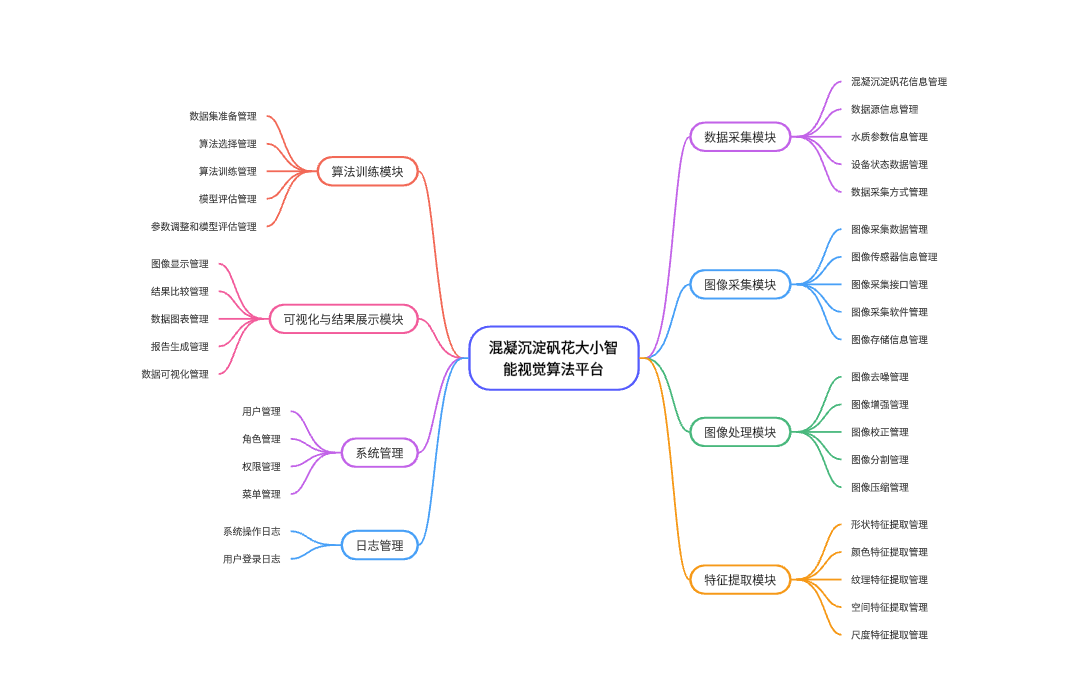 混凝沉淀矾花大小智
能视觉算法平台
数据采集模块
混凝沉淀矾花信息管理
数据源信息管理
水质参数信息管理
设备状态数据管理
数据采集方式管理
图像采集模块
图像采集数据管理
图像传感器信息管理
图像采集接口管理
图像采集软件管理
图像存储信息管理
图像处理模块
图像去噪管理
图像增强管理
图像校正管理
图像分割管理
图像压缩管理
特征提取模块
形状特征提取管理
颜色特征提取管理
纹理特征提取管理
空间特征提取管理
尺度特征提取管理
算法训练模块
数据集准备管理
算法选择管理
算法训练管理
模型评估管理
参数调整和模型评估管理
可视化与结果展示模块
图像显示管理
结果比较管理
数据图表管理
报告生成管理
数据可视化管理
系统管理
用户管理
角色管理
权限管理
菜单管理
日志管理
系统操作日志
用户登录日志